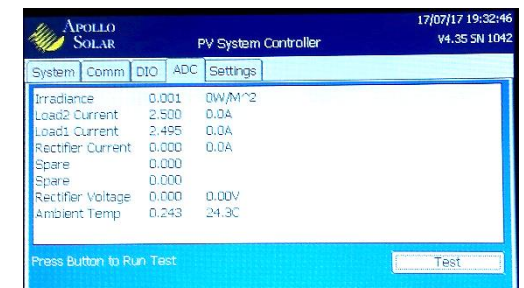 APOLLO SOLAR
PV System Controller
17/07/17 19:32:46
V4.35 SN 1042
System Comm DIO ADC Settings
Irradiance 0.001 0W/M^2
Load2 Current 2.500 0.0A
Load1 Current 2.495 0.0A
Rectifier Current 0.000 0.0A
Spare 0.000
Spare 0.000
Rectifier Voltage 0.000 0.00V
Ambient Temp 0.243 24.3C
Press Button to Run Test
Test